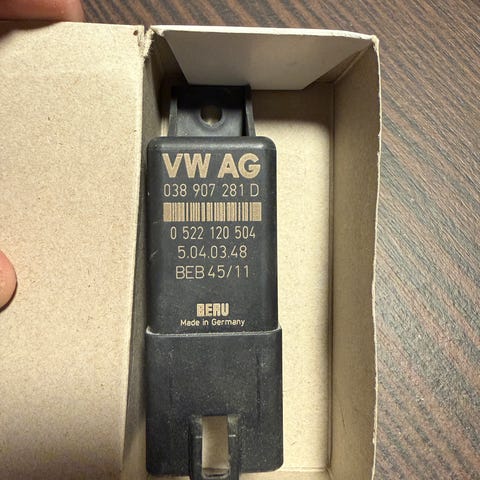 VW AG
038 907 281 D
0 522 120 504
5.04.03.48
BEB 45/11
BERU
Made in Germany